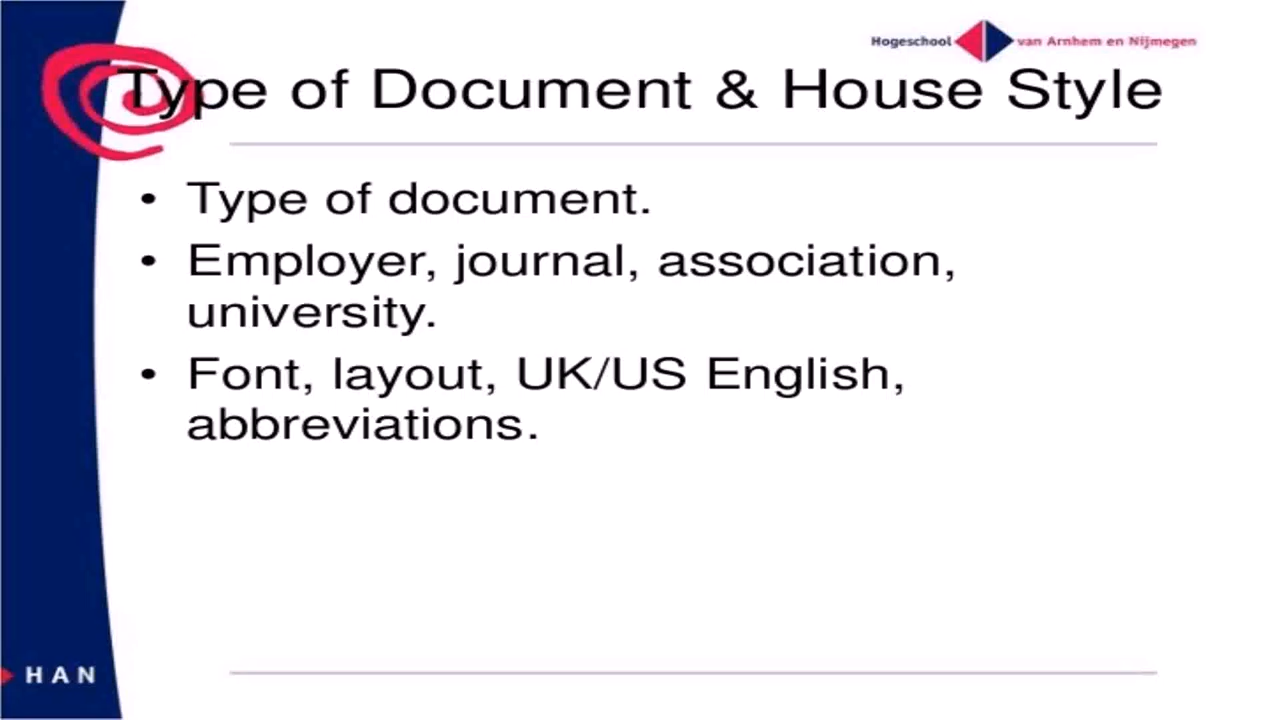 Hogeschool van Arnhem en Nijmegen
Type of Document & House Style
• Type of document.
• Employer, journal, association,
university.
• Font, layout, UK/US English,
abbreviations.
HAN